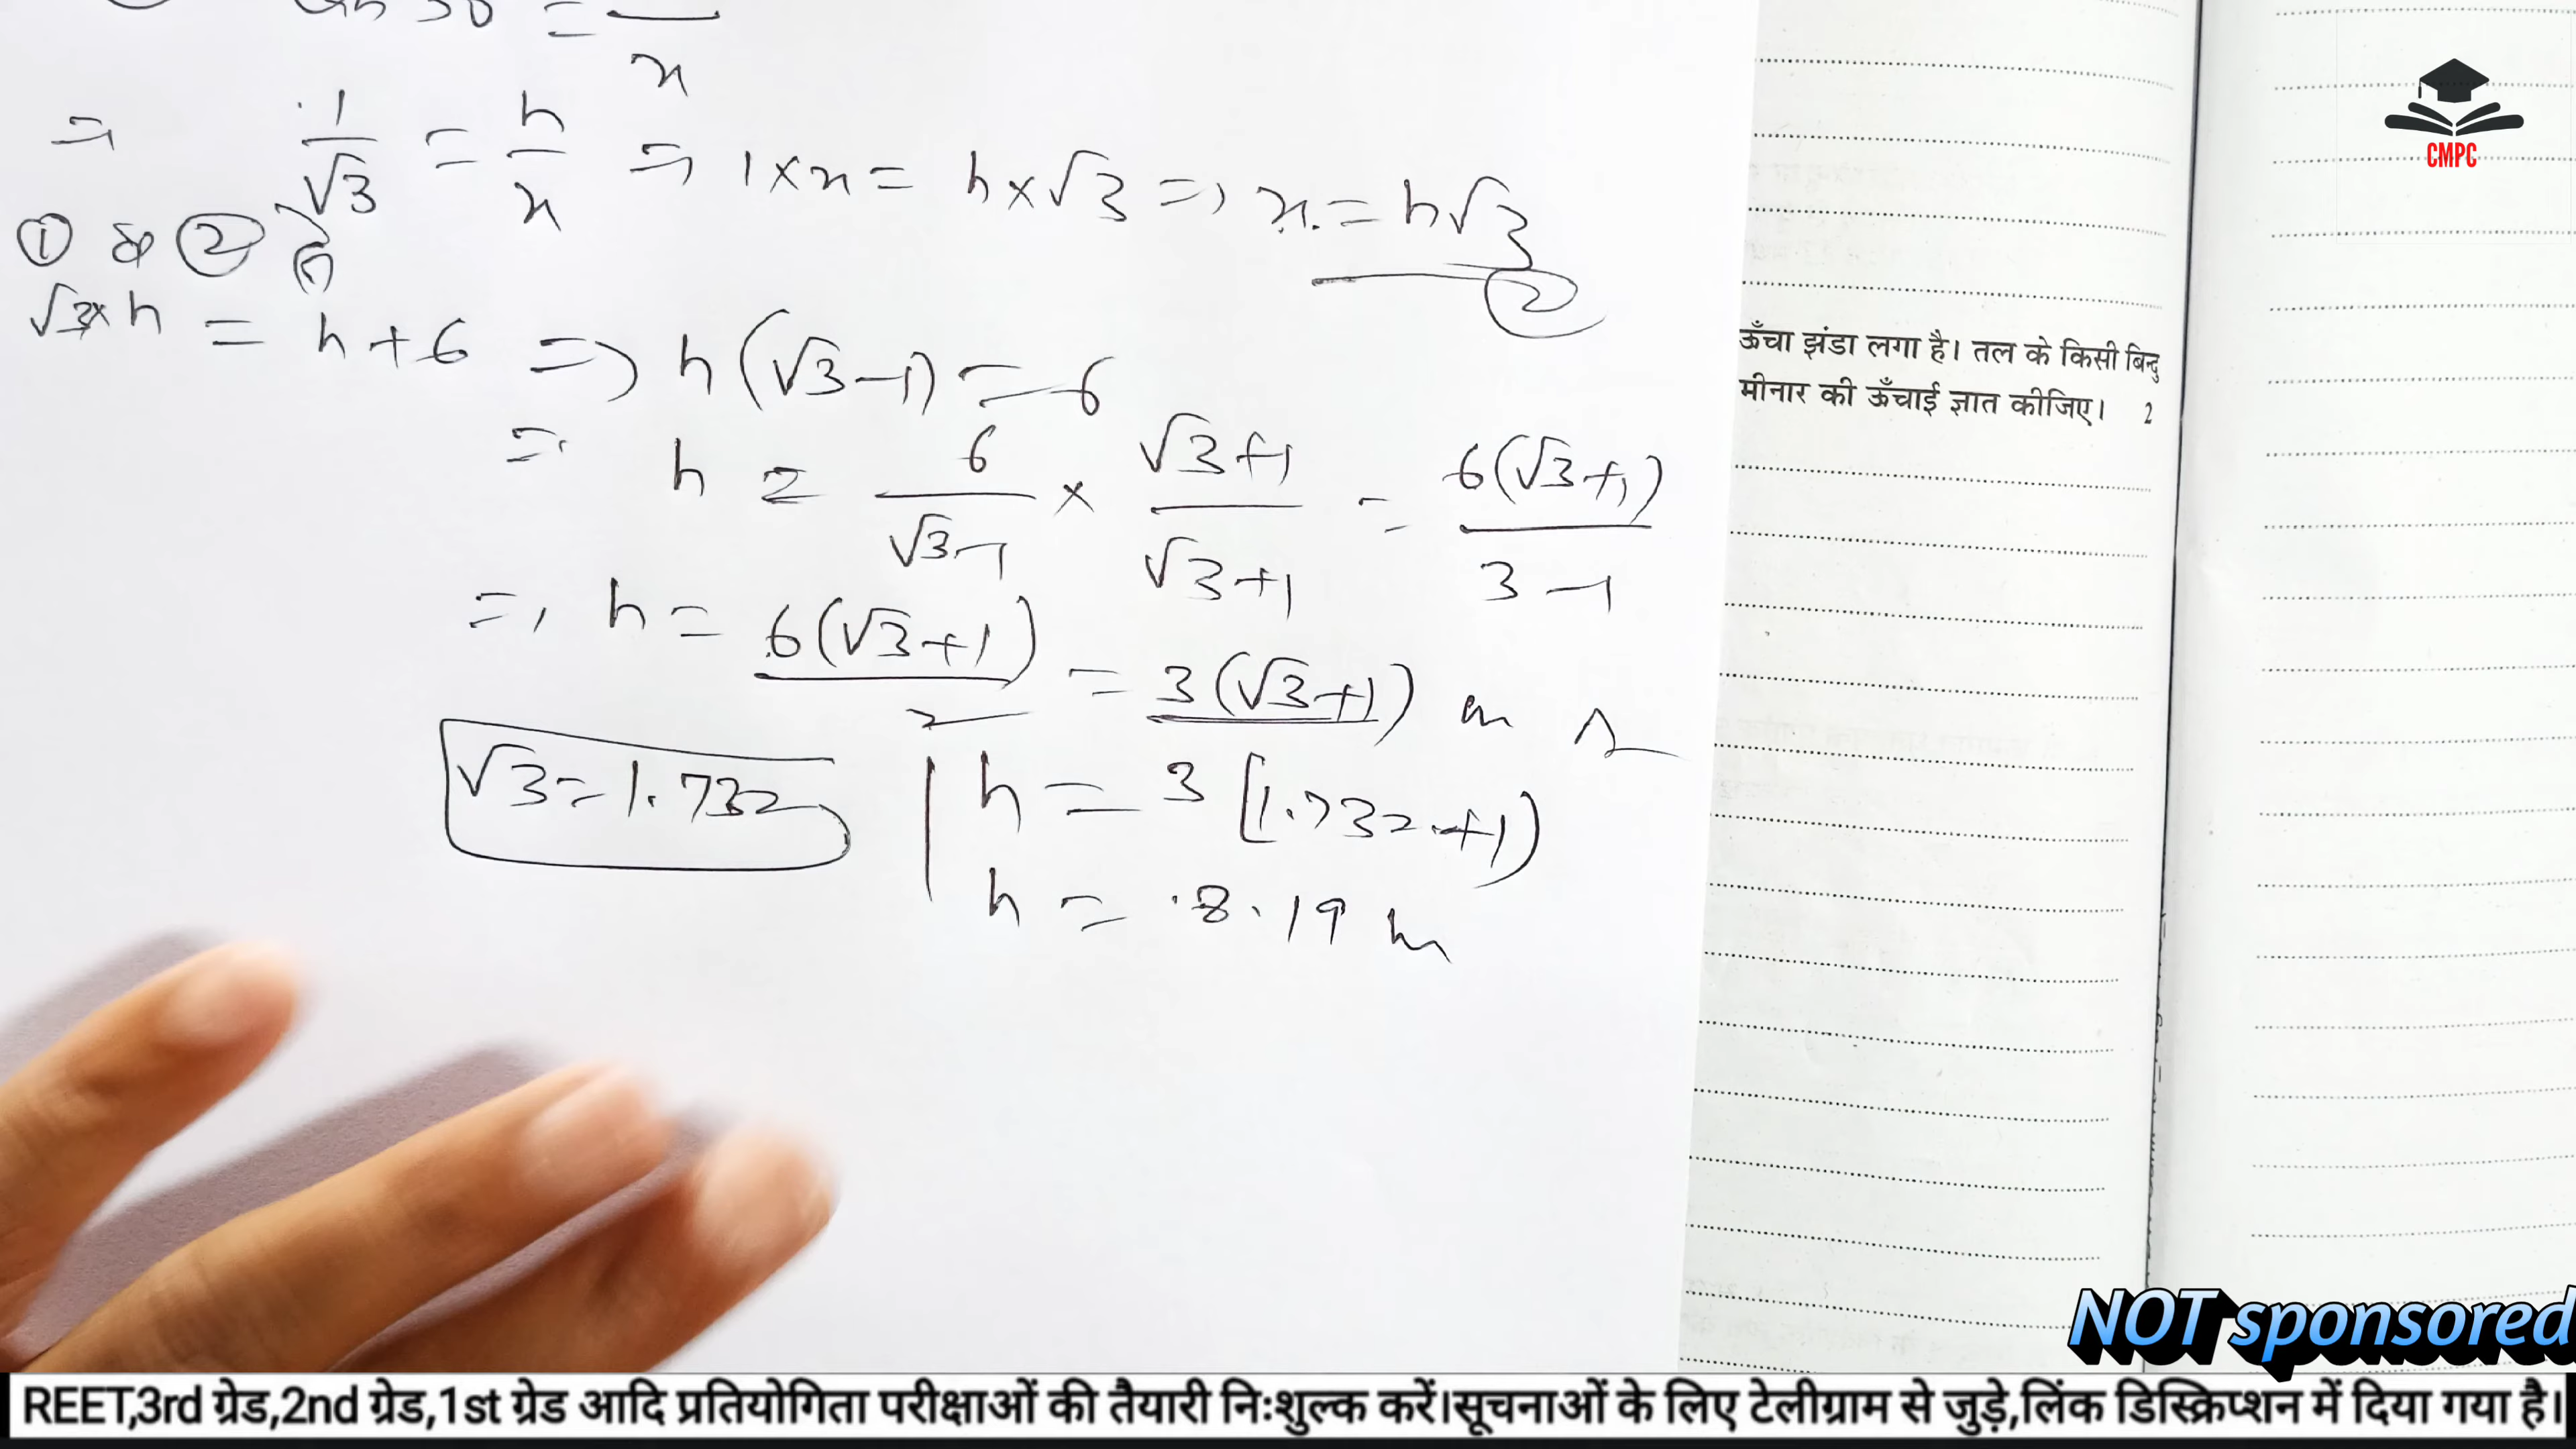 = x
⇒ 1/√3 = h/x ⇒ 1×x = h×√3 ⇒ x = h√3
②
① व ② से
√3×h = h+6 ⇒ h(√3-1) = 6
⇒ h = 6/(√3-1) × (√3+1)/(√3+1) = 6(√3+1)/(3-1)
⇒ h = 6(√3+1)/2 = 3(√3+1) m
√3=1.732
h = 3[1.732+1)
h = 8.19 m
ऊँचा झंडा लगा है। तल के किसी बिन्दु
मीनार की ऊँचाई ज्ञात कीजिए। 2
CMPC
NOT sponsored
REET,3rd ग्रेड,2nd ग्रेड,1st ग्रेड आदि प्रतियोगिता परीक्षाओं की तैयारी निःशुल्क करें।सूचनाओं के लिए टेलीग्राम से जुड़े,लिंक डिस्क्रिप्शन में दिया गया है।